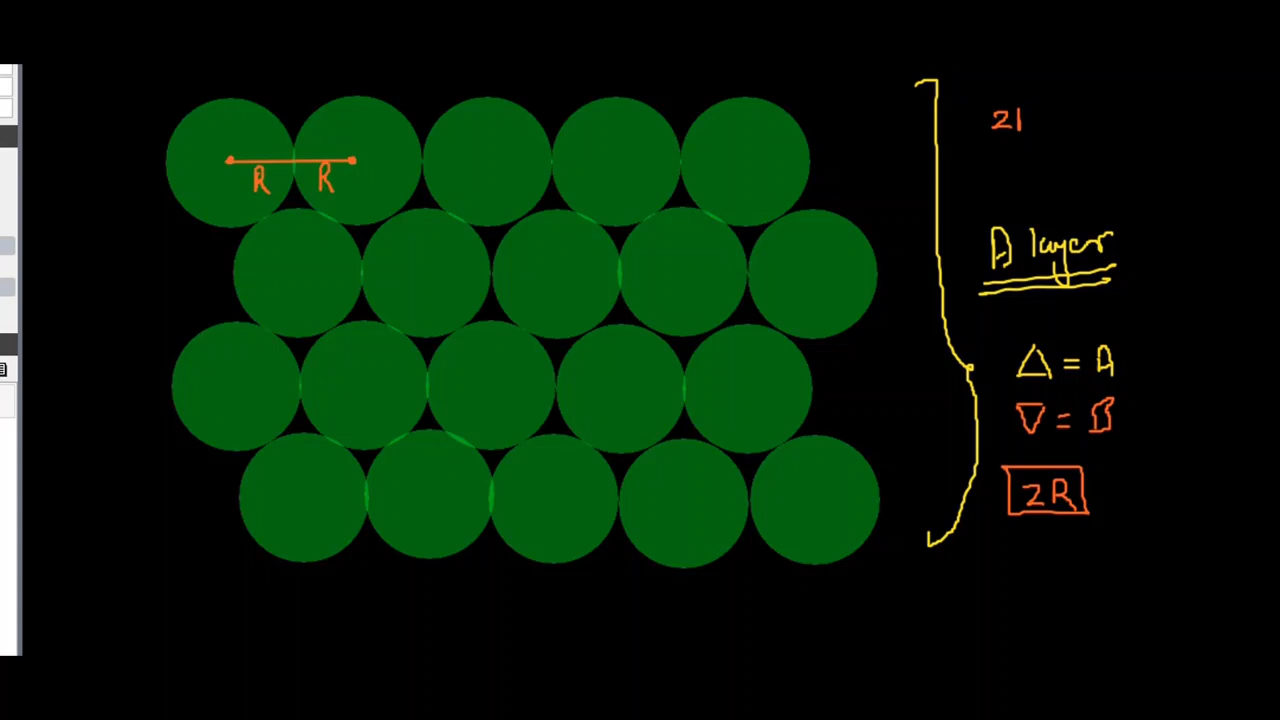 21
R R
A layer
Δ = A
∇ = B
2R